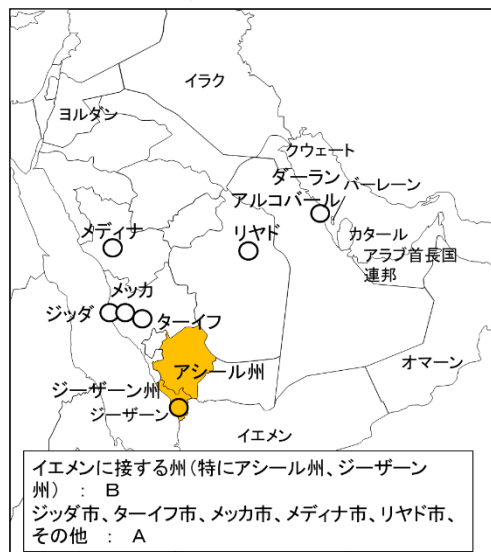 イラク
ヨルダン
クウェート
ダーラン
バーレーン
アルコバール
メディナ
リヤド
カタール
アラブ首長国
連邦
メッカ
ジッダ
ターイフ
オマーン
アシール州
ジーザーン州
ジーザーン
イエメン
イエメンに接する州(特にアシール州、ジーザーン
州) : B
ジッダ市、ターイフ市、メッカ市、メディナ市、リヤド市、
その他 : A